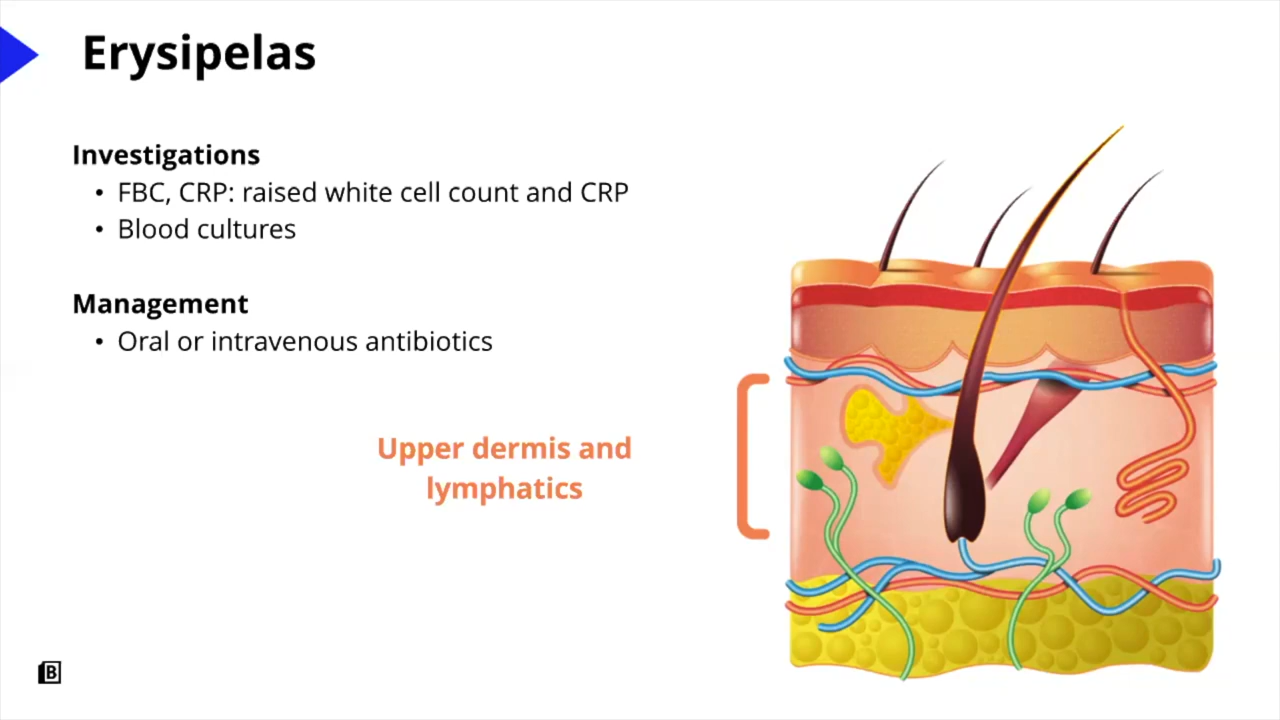 Erysipelas
Investigations
• FBC, CRP: raised white cell count and CRP
• Blood cultures
Management
• Oral or intravenous antibiotics
Upper dermis and
lymphatics
B